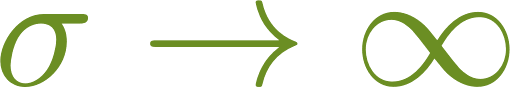 σ → ∞